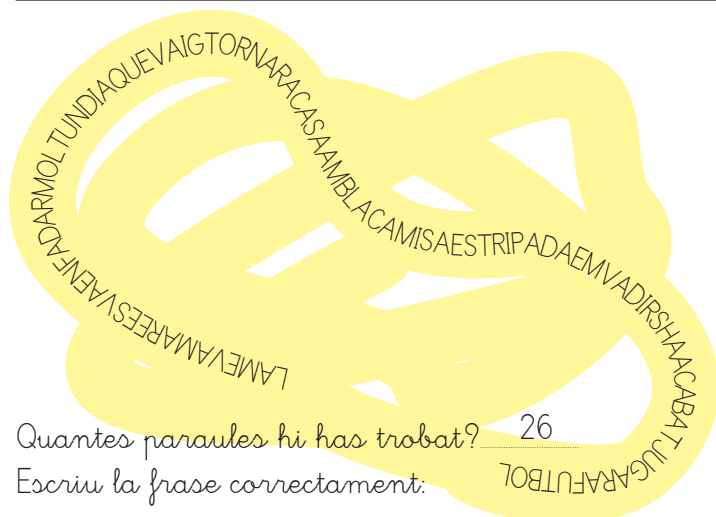 LAMEVAMAREESVAENFADARMOLTUNDIAQUEVAIGTORNARACASAAMBLACAMISAESTRIPADAEMVADIRSHAACABATJUGARAFUTBOL
Quantes paraules hi has trobat? 26
Escriu la frase correctament: